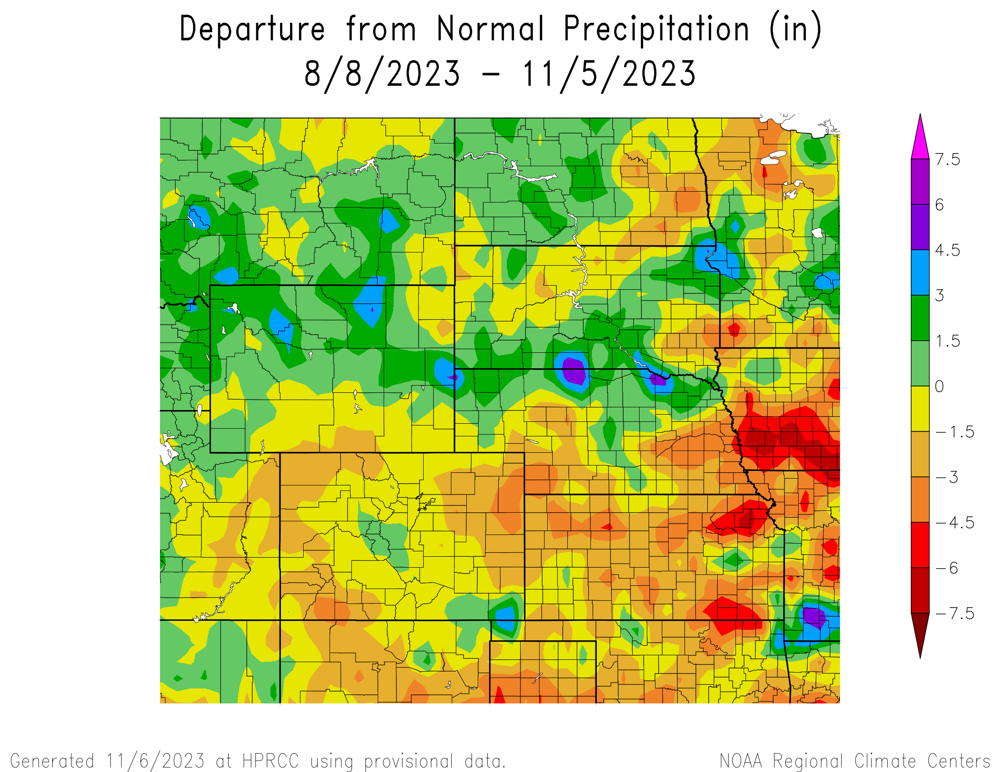 Departure from Normal Precipitation (in)
8/8/2023 – 11/5/2023
7.5
6
4.5
3
1.5
0
−1.5
−3
−4.5
−6
−7.5
Generated 11/6/2023 at HPRCC using provisional data.
NOAA Regional Climate Centers